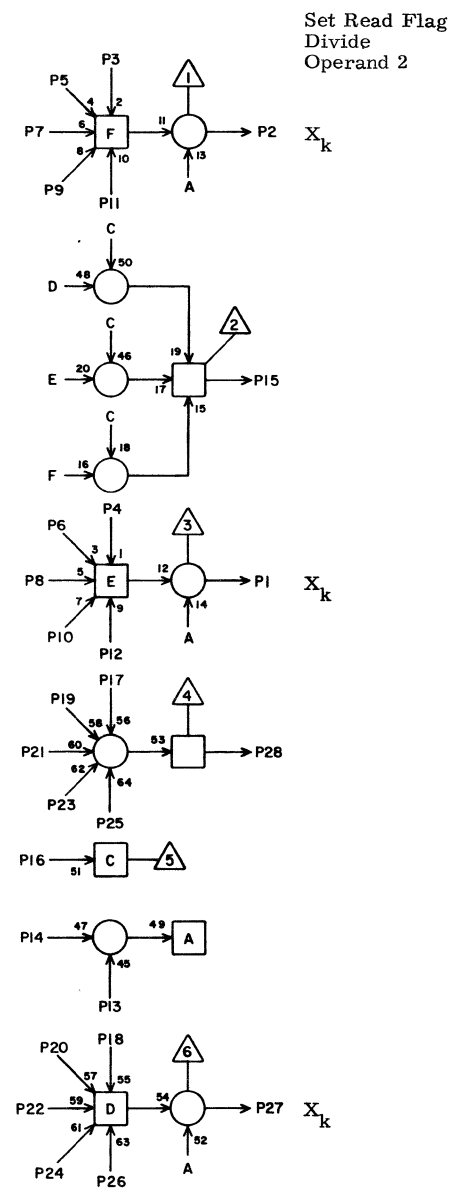 Set Read Flag
Divide
Operand 2
P3
P5
1
4 2
P7 6 F 11 P2 Xk
8 10 13
P9 A
P11
C
50
D 48
2
C
46
19
E 20 17 P15
15
C
18
F 16
P4
P6
3
3 1
P8 5 E 12 P1 Xk
7 9 14
P10 A
P12
P17
P19
4
58 56
P21 60 53 P28
62 64
P23
P25
P16 C 5
51
P14 47 49 A
45
P13
P18
P20
6
57 55
P22 59 D 54 P27 Xk
61 63 52
P24 A
P26